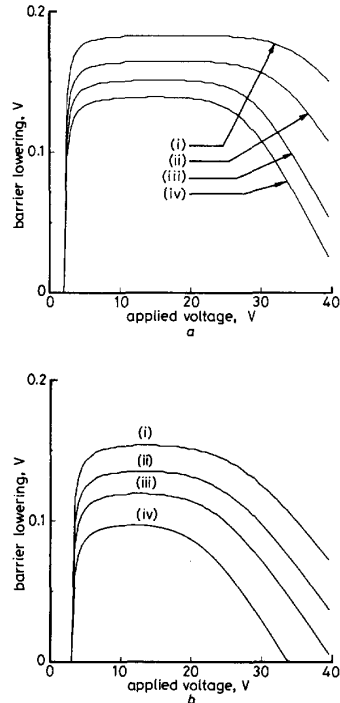 0.2
barrier lowering, V
0.1
(i)
(ii)
(iii)
(iv)
0
0 10 20 30 40
applied voltage, V
a
0.2
barrier lowering, V
(i)
(ii)
0.1
(iii)
(iv)
0
0 10 20 30 40
applied voltage, V
b